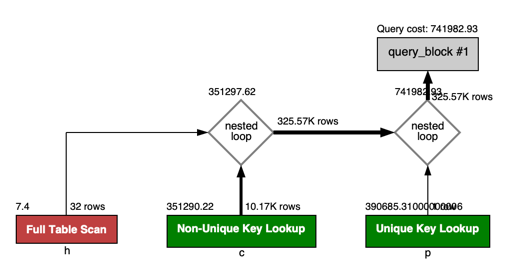 Query cost: 741982.93
query_block #1
351297.62
741982.93
325.57K rows
nested
loop
325.57K rows
nested
loop
7.4
32 rows
351290.22
10.17K rows
Full Table Scan
Non-Unique Key Lookup
Unique Key Lookup
h
c
p